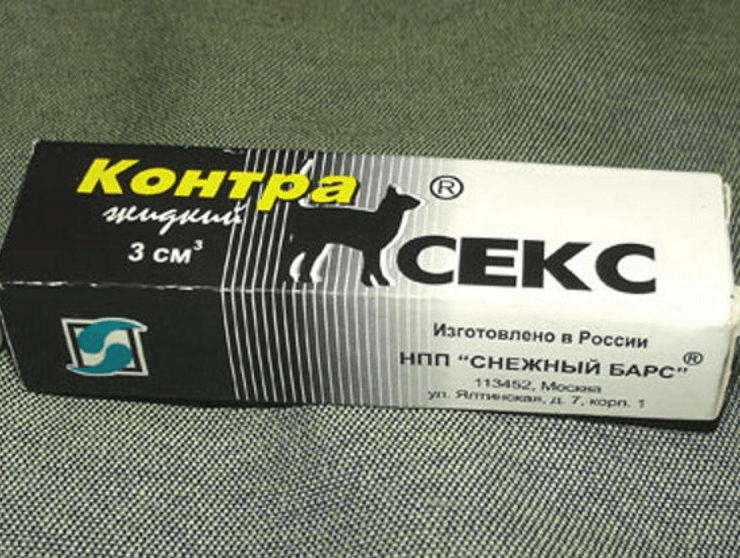 Контра ®
жидкий
3 см³
СЕКС
Изготовлено в России
НПП "СНЕЖНЫЙ БАРС"®
113452, Москва
ул. Ялтинская, д. 7, корп. 1